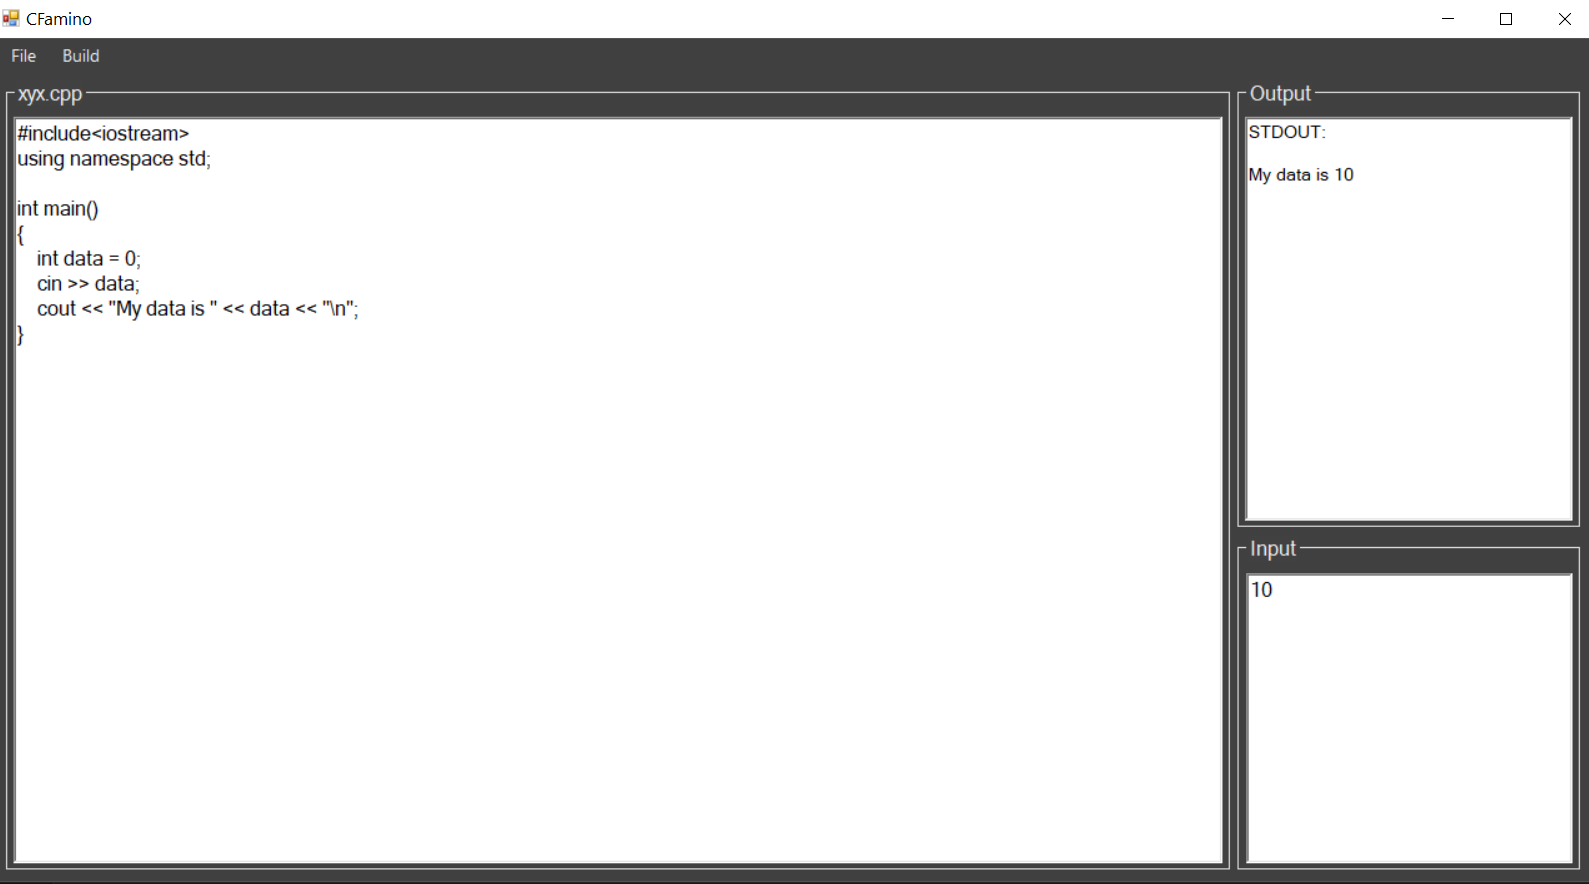 CFamino
File Build
xyx.cpp
#include<iostream>
using namespace std;
int main()
{
    int data = 0;
    cin >> data;
    cout << "My data is " << data << "\n";
}
Output
STDOUT:
My data is 10
Input
10